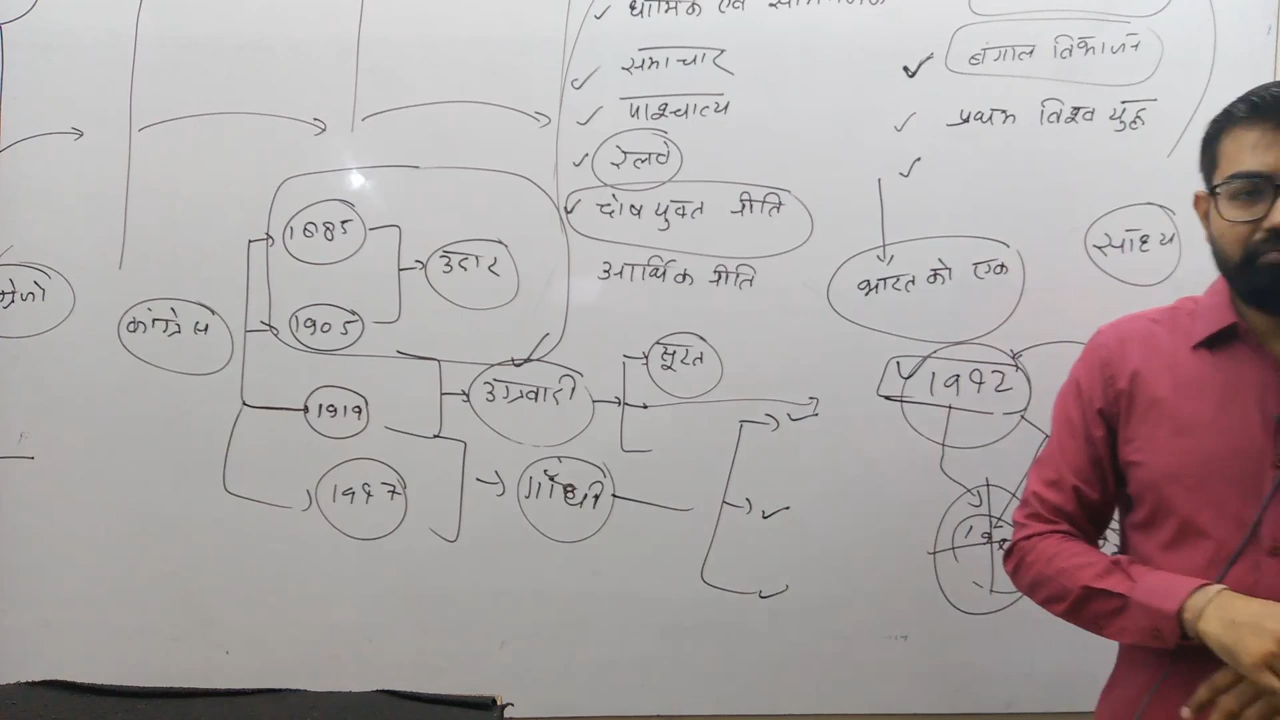 धार्मिक एवं सामाजिक
समाचार
पाश्चात्य
रेलवे
दोषयुक्त नीति
आर्थिक नीति
बंगाल विभाजन
प्रथम विश्व युद्ध
भारत को एक
साक्ष्य
1885
उदार
1905
कांग्रेस
1919
उग्रवादी
सूरत
1947
गाँधी
1942